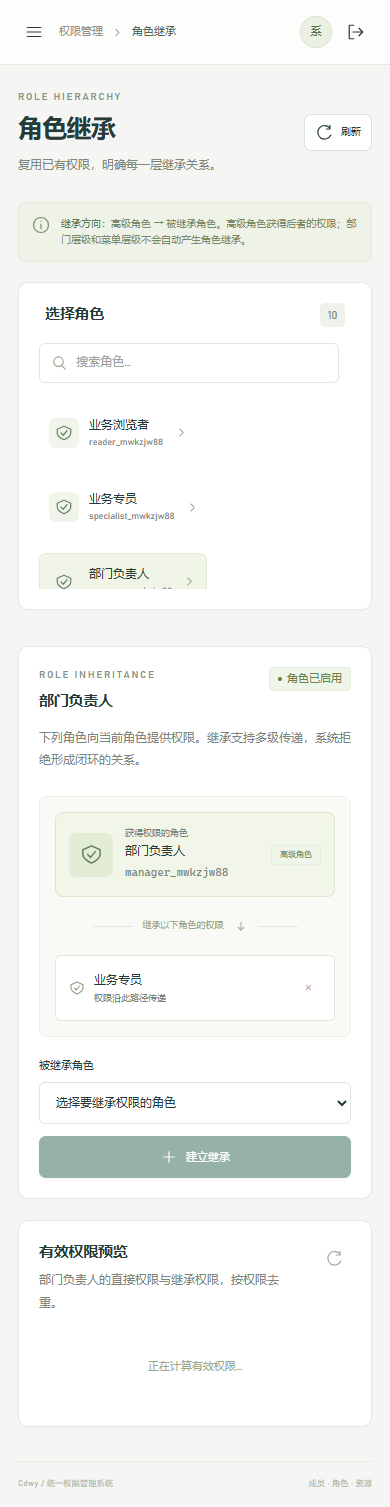 权限管理 > 角色继承 系
ROLE HIERARCHY
角色继承
刷新
复用已有权限，明确每一层继承关系。
继承方向：高级角色 → 被继承角色。高级角色获得后者的权限；部
门层级和菜单层级不会自动产生角色继承。
选择角色 10
搜索角色...
业务浏览者
reader_mwkzjw88
业务专员
specialist_mwkzjw88
部门负责人
ROLE INHERITANCE
角色已启用
部门负责人
下列角色向当前角色提供权限。继承支持多级传递，系统拒
绝形成闭环的关系。
获得权限的角色
部门负责人
高级角色
manager_mwkzjw88
继承以下角色的权限 ↓
业务专员
权限沿此路径传递
×
被继承角色
选择要继承权限的角色
+ 建立继承
有效权限预览
部门负责人的直接权限与继承权限，按权限去
重。
正在计算有效权限...
Cdwy / 统一权限管理系统 成员 · 角色 · 资源